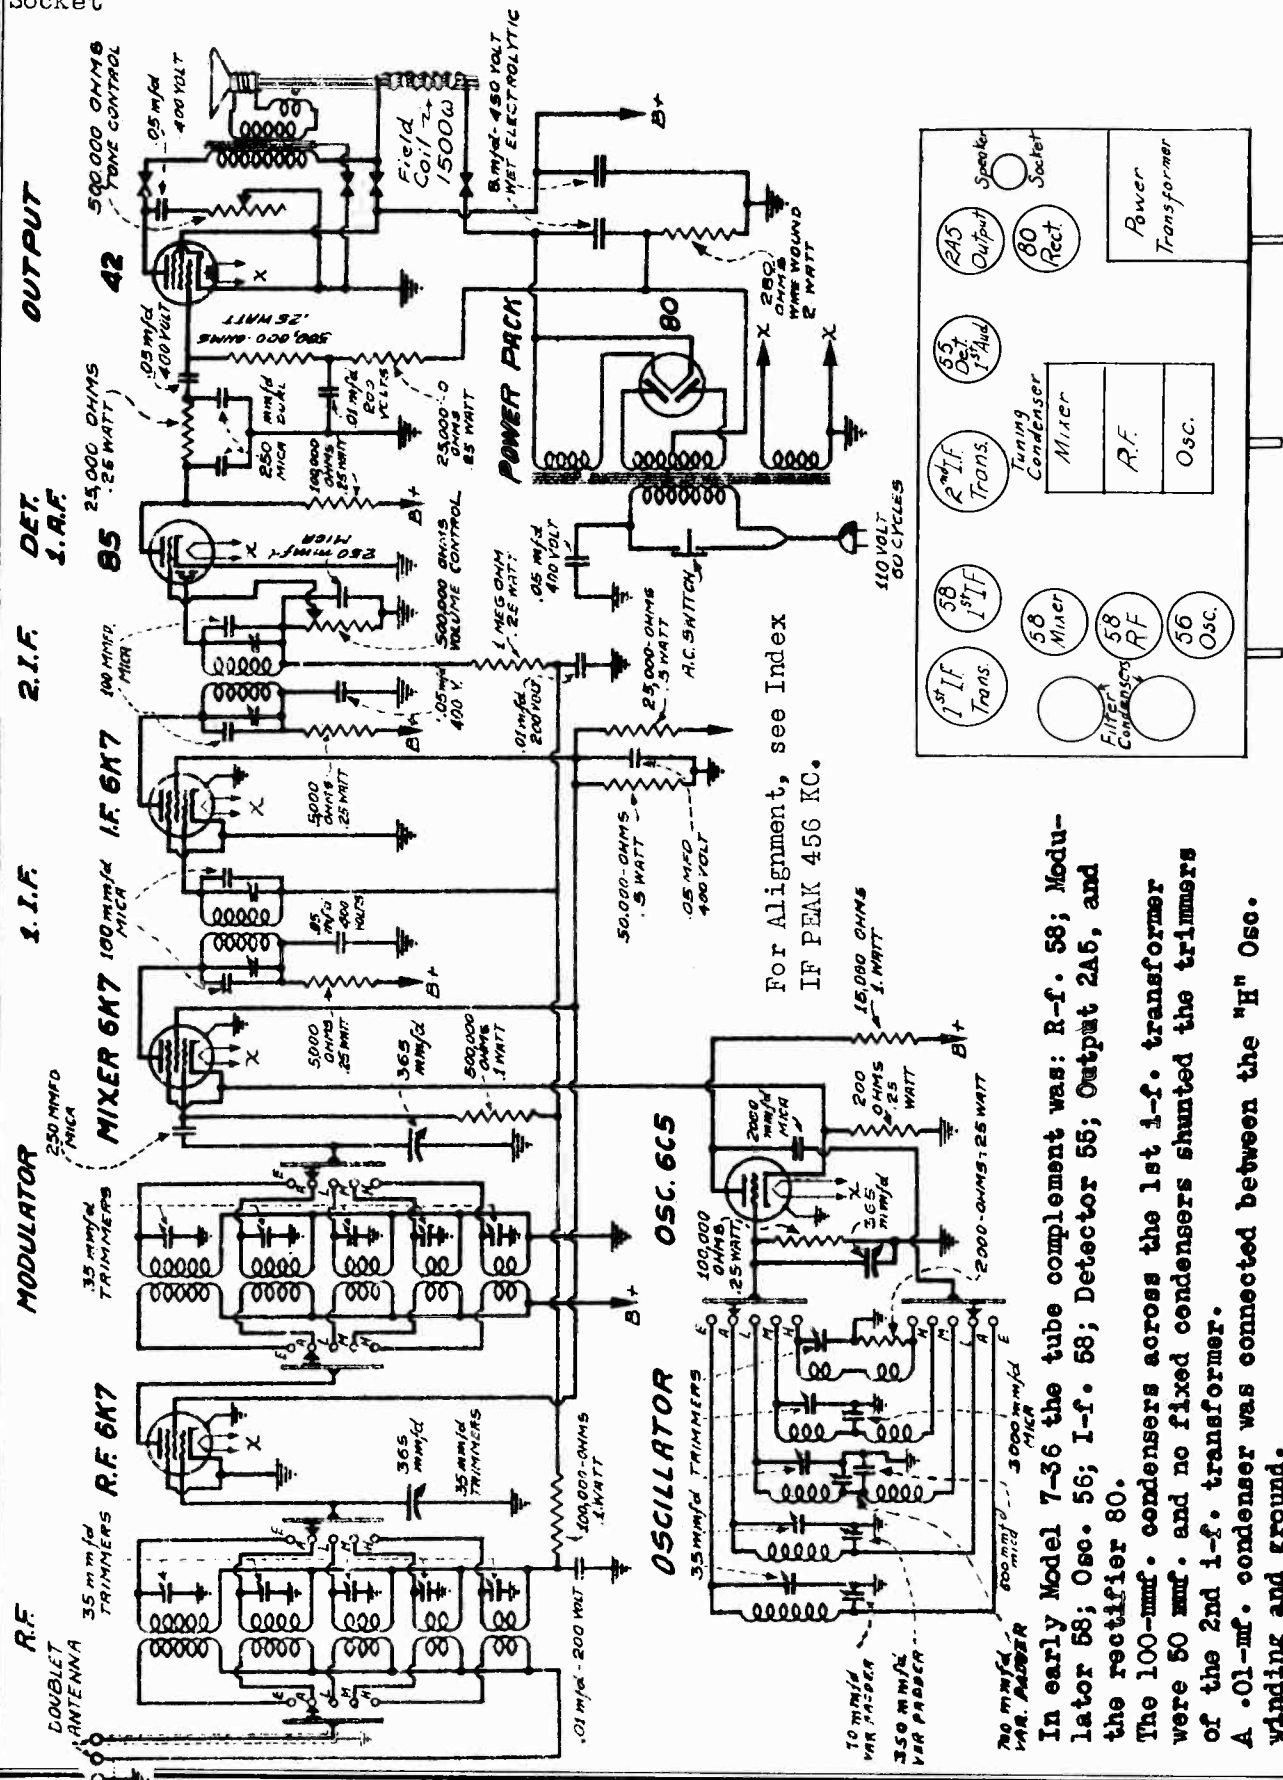 Socket
R.F.
MODULATOR
1. I.F.
2. I.F.
DET.
1. A.F.
OUTPUT
DOUBLET
ANTENNA
35 mmfd
TRIMMERS
R.F. 6K7
35 mmfd
TRIMMERS
250 MMFD
MICA
MIXER 6K7
100 mmfd
MICA
I.F. 6K7
100 MMFD.
MICA
85
25,000 OHMS
.25 WATT
42
500,000 OHMS
TONE CONTROL
.05 mfd
400 VOLT
E
A
L
M
H
E
A
L
M
H
E
A
L
M
H
E
A
L
M
H
X
X
X
X
X
365
mmfd
35 mmfd
TRIMMERS
.01 mfd - 200 VOLT
100,000-OHMS
.1 WATT
B+
365
mmfd
500,000
OHMS
.1 WATT
5,000
OHMS
.25 WATT
B+
.05
mfd
400
VOLTS
5,000
OHMS
.25 WATT
B+
.05 mfd
400 V.
500,000 OHMS
VOLUME CONTROL
250 mmfd
MICA
1 MEG OHM
.25 WATT
.01 mfd
200 VOLT
B+
100,000
OHMS
.25 WATT
250 mmfd
MICA DUAL
.05 mfd
400 VOLT
500,000 OHMS
.25 WATT
.01 mfd
200
VOLTS
25,000
OHMS
.25 WATT
Field
Coil
1500ω
8 mfd - 450 VOLT
WET ELECTROLYTIC
B+
50,000-OHMS
.5 WATT
25,000-OHMS
.5 WATT
.05 MFD
400 VOLT
POWER PACK
80
280
OHMS
WIRE WOUND
2 WATT
X
X
.05 mfd
400 VOLT
A.C. SWITCH
110 VOLT
60 CYCLES
OSCILLATOR
OSC. 6C5
35 mmfd TRIMMERS
E
A
L
M
H
H
M
L
A
E
100,000
OHMS
.25 WATT
2000
mmfd
MICA
365
mmfd
X
200
OHMS
.25
WATT
15,000 OHMS
1. WATT
B+
2000-OHMS-.25 WATT
3000 mmfd
MICA
70 mmfd
VAR PADDER
350 mmfd
VAR PADDER
VAR. PADDER
For Alignment, see Index
IF PEAK 456 KC.
1st IF
Trans.
58
1st IF
2nd IF
Trans.
55
Det
1st Aud
2A5
Output
Speaker
Socket
80
Rect.
58
Mixer
58
RF
56
Osc.
Filter
Condensers
Tuning
Condenser
Mixer
R.F.
Osc.
Power
Transformer
In early Model 7-36 the tube complement was: R-f. 58; Modu-
lator 58; Osc. 56; I-f. 58; Detector 55; Output 2A5, and
the rectifier 80.
The 100-mmf. condensers across the 1st i-f. transformer
were 50 mmf. and no fixed condensers shunted the trimmers
of the 2nd i-f. transformer.
A .01-mf. condenser was connected between the "H" Osc.
winding and ground.